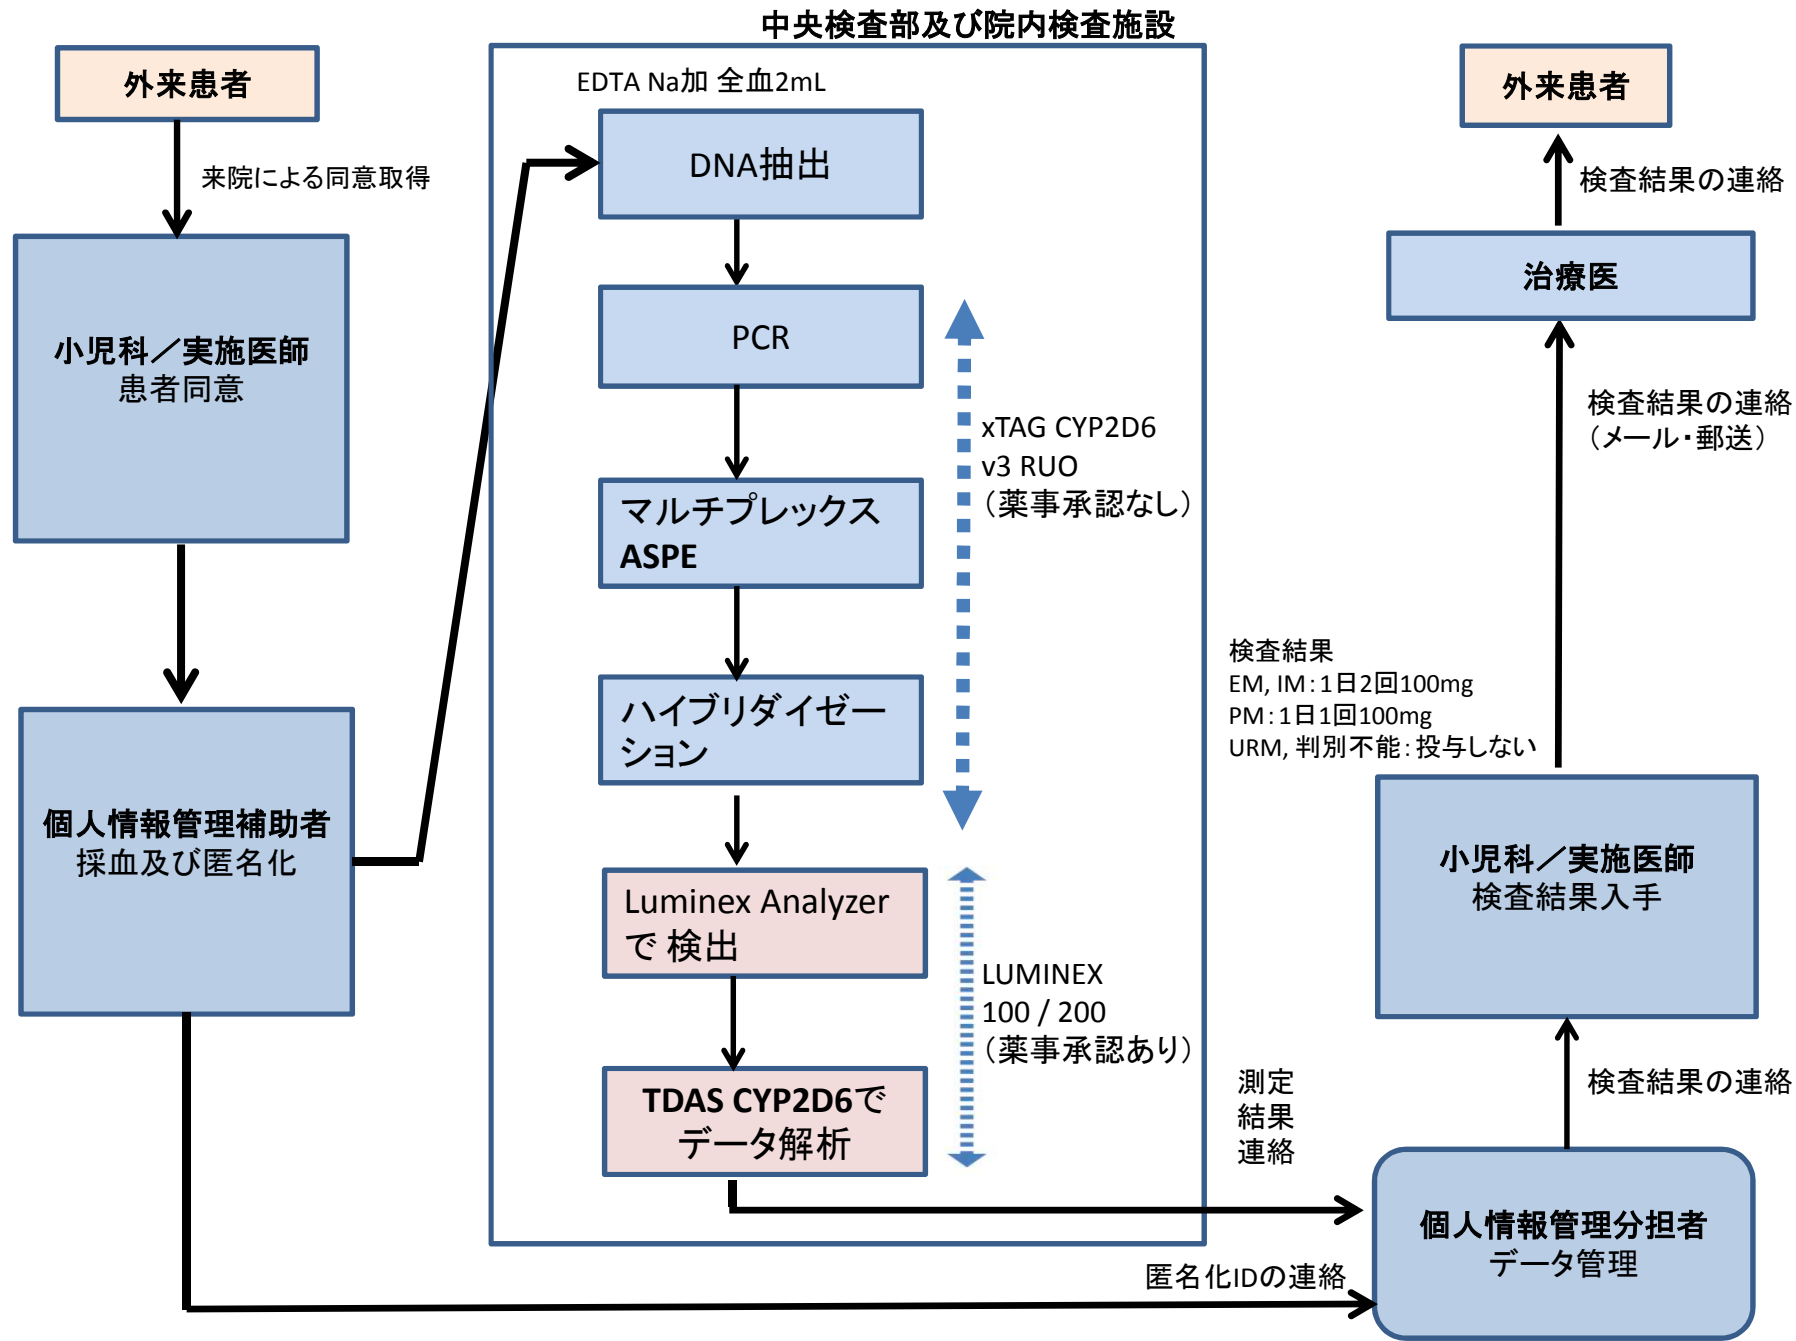 中央検査部及び院内検査施設
外来患者
来院による同意取得
小児科／実施医師
患者同意
個人情報管理補助者
採血及び匿名化
EDTA Na加 全血2mL
DNA抽出
PCR
マルチプレックス
ASPE
ハイブリダイゼー
ション
xTAG CYP2D6
v3 RUO
（薬事承認なし）
Luminex Analyzer
で 検出
TDAS CYP2D6で
データ解析
LUMINEX
100 / 200
（薬事承認あり）
測定
結果
連絡
匿名化IDの連絡
個人情報管理分担者
データ管理
検査結果の連絡
小児科／実施医師
検査結果入手
検査結果
EM, IM：1日2回100mg
PM：1日1回100mg
URM, 判別不能：投与しない
検査結果の連絡
（メール・郵送）
治療医
検査結果の連絡
外来患者